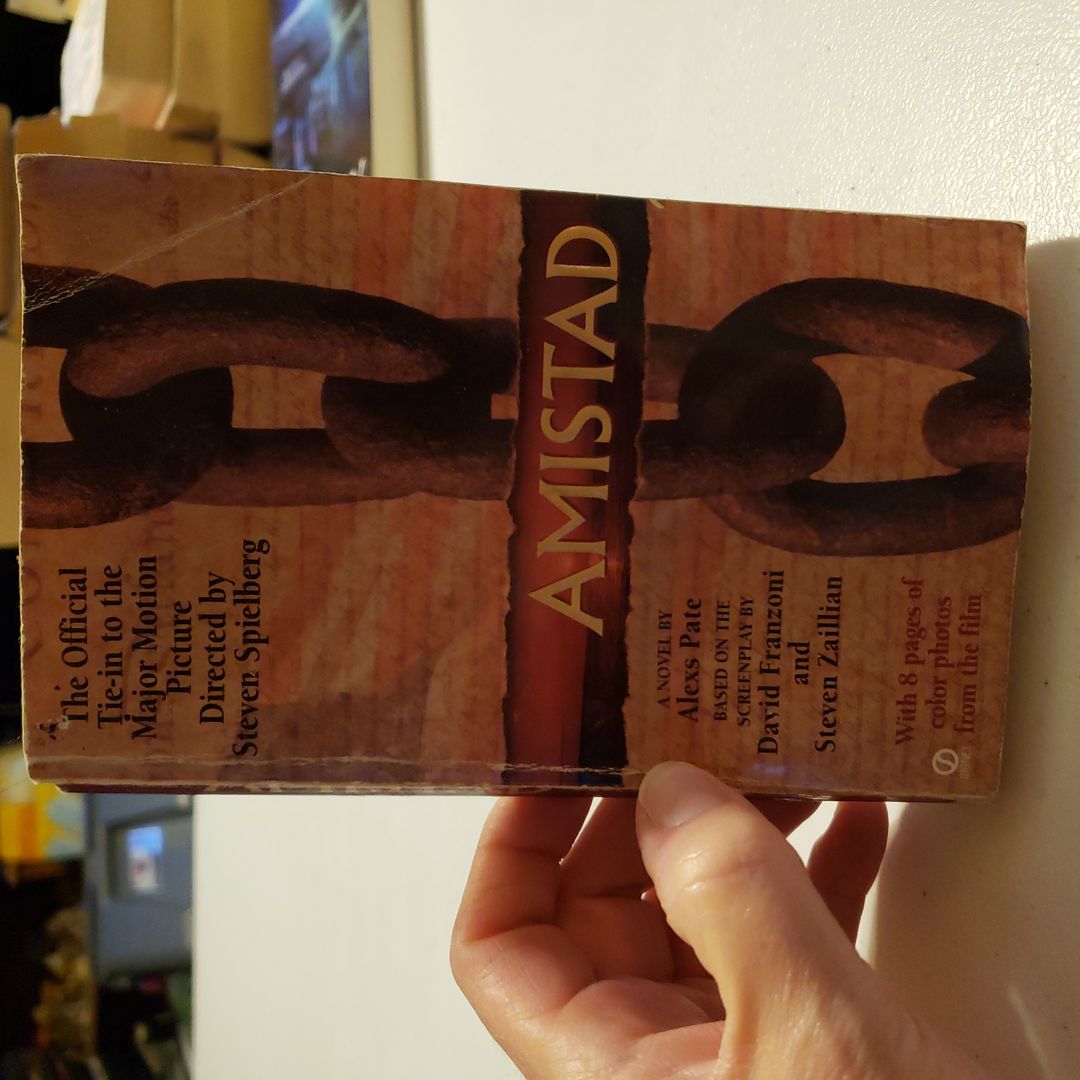 The Official
Tie-in to the
Major Motion
Picture
Directed by
Steven Spielberg
AMISTAD
A NOVEL BY
Alexs Pate
BASED ON THE
SCREENPLAY BY
David Franzoni
and
Steven Zaillian
With 8 pages of
color photos
from the film
SIGNET